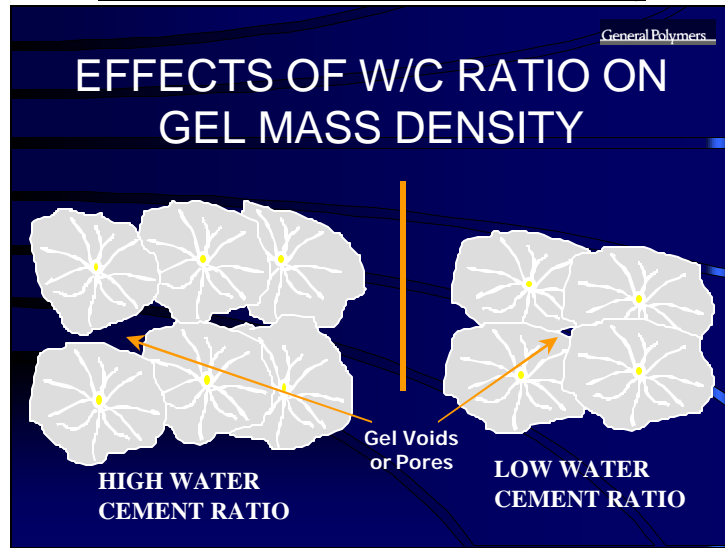 General Polymers
EFFECTS OF W/C RATIO ON
GEL MASS DENSITY
Gel Voids
or Pores
HIGH WATER
CEMENT RATIO
LOW WATER
CEMENT RATIO